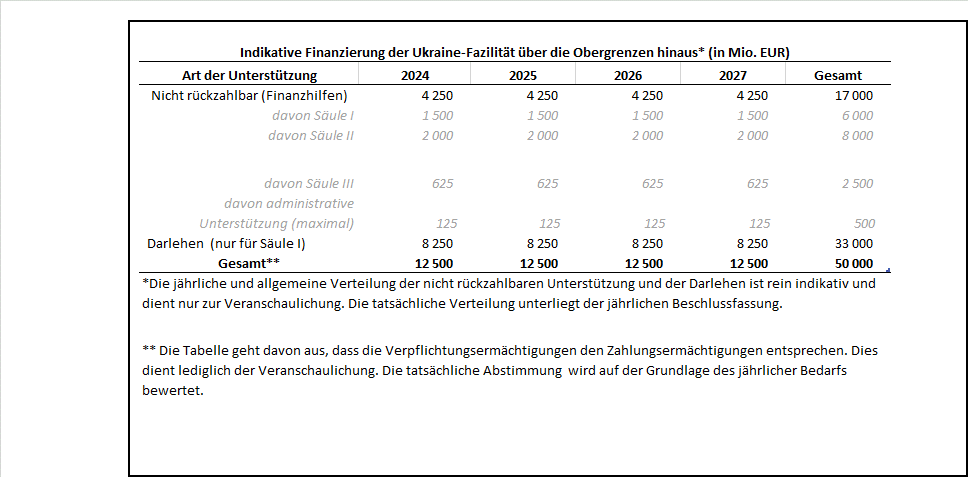 Indikative Finanzierung der Ukraine-Fazilität über die Obergrenzen hinaus* (in Mio. EUR)
Art der Unterstützung 2024 2025 2026 2027 Gesamt
Nicht rückzahlbar (Finanzhilfen) 4 250 4 250 4 250 4 250 17 000
davon Säule I 1 500 1 500 1 500 1 500 6 000
davon Säule II 2 000 2 000 2 000 2 000 8 000
davon Säule III 625 625 625 625 2 500
davon administrative
Unterstützung (maximal) 125 125 125 125 500
Darlehen (nur für Säule I) 8 250 8 250 8 250 8 250 33 000
Gesamt** 12 500 12 500 12 500 12 500 50 000
*Die jährliche und allgemeine Verteilung der nicht rückzahlbaren Unterstützung und der Darlehen ist rein indikativ und
dient nur zur Veranschaulichung. Die tatsächliche Verteilung unterliegt der jährlichen Beschlussfassung.
** Die Tabelle geht davon aus, dass die Verpflichtungsermächtigungen den Zahlungsermächtigungen entsprechen. Dies
dient lediglich der Veranschaulichung. Die tatsächliche Abstimmung wird auf der Grundlage des jährlicher Bedarfs
bewertet.